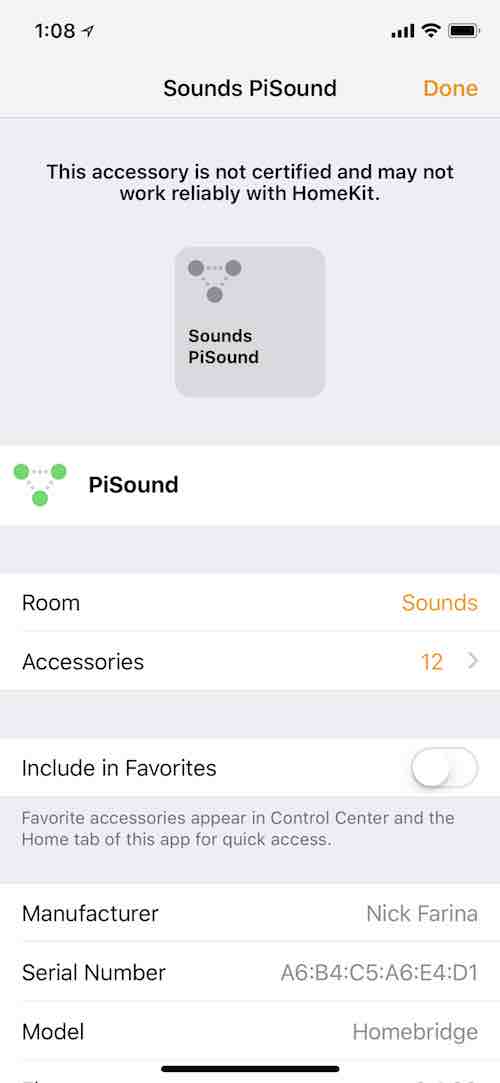 1:08
Sounds PiSound
Done
This accessory is not certified and may not
work reliably with HomeKit.
Sounds
PiSound
PiSound
Room Sounds
Accessories 12
Include in Favorites
Favorite accessories appear in Control Center and the
Home tab of this app for quick access.
Manufacturer Nick Farina
Serial Number A6:B4:C5:A6:E4:D1
Model Homebridge